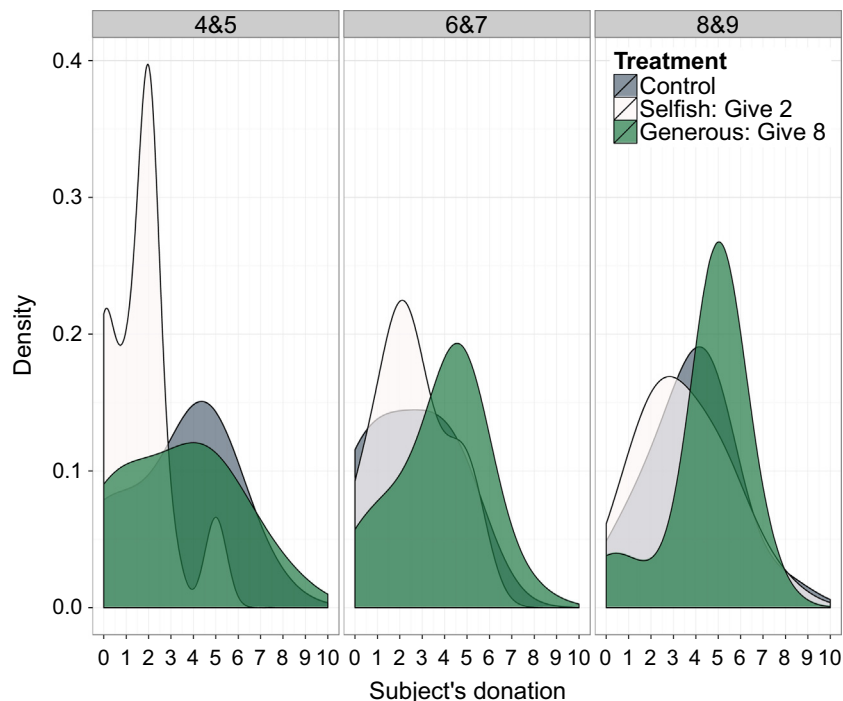 4&5 6&7 8&9
Treatment
Control
Selfish: Give 2
Generous: Give 8
0.4
0.3
0.2
0.1
0.0
Density
0 1 2 3 4 5 6 7 8 9 10 0 1 2 3 4 5 6 7 8 9 10 0 1 2 3 4 5 6 7 8 9 10
Subject's donation